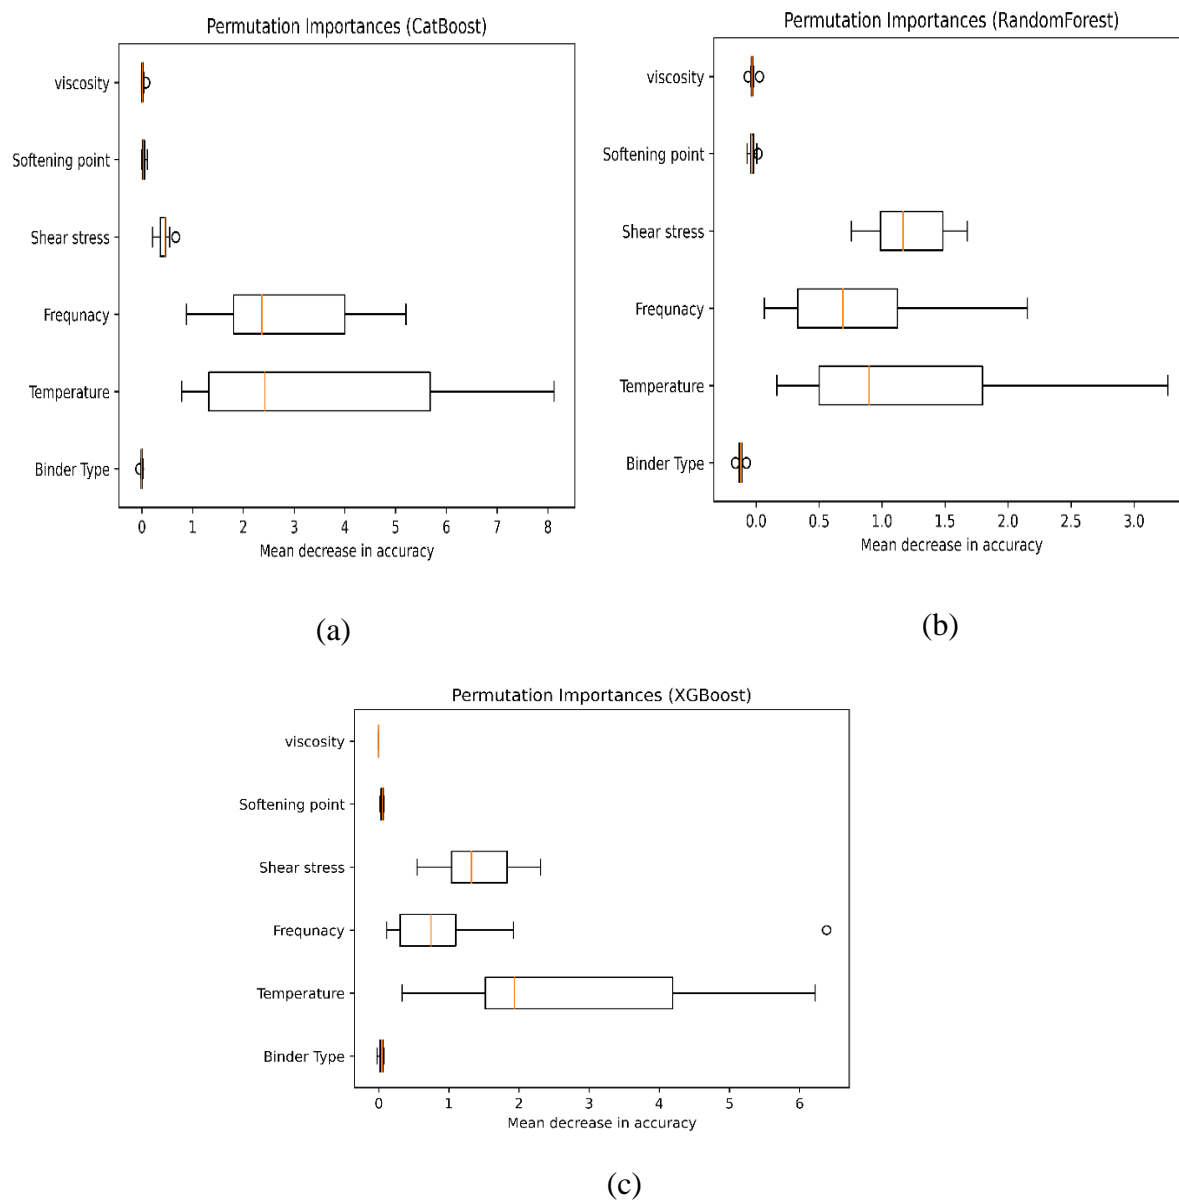 Permutation Importances (CatBoost)
viscosity
Softening point
Shear stress
Frequnacy
Temperature
Binder Type
0 1 2 3 4 5 6 7 8
Mean decrease in accuracy
(a)
Permutation Importances (RandomForest)
viscosity
Softening point
Shear stress
Frequnacy
Temperature
Binder Type
0.0 0.5 1.0 1.5 2.0 2.5 3.0
Mean decrease in accuracy
(b)
Permutation Importances (XGBoost)
viscosity
Softening point
Shear stress
Frequnacy
Temperature
Binder Type
0 1 2 3 4 5 6
Mean decrease in accuracy
(c)